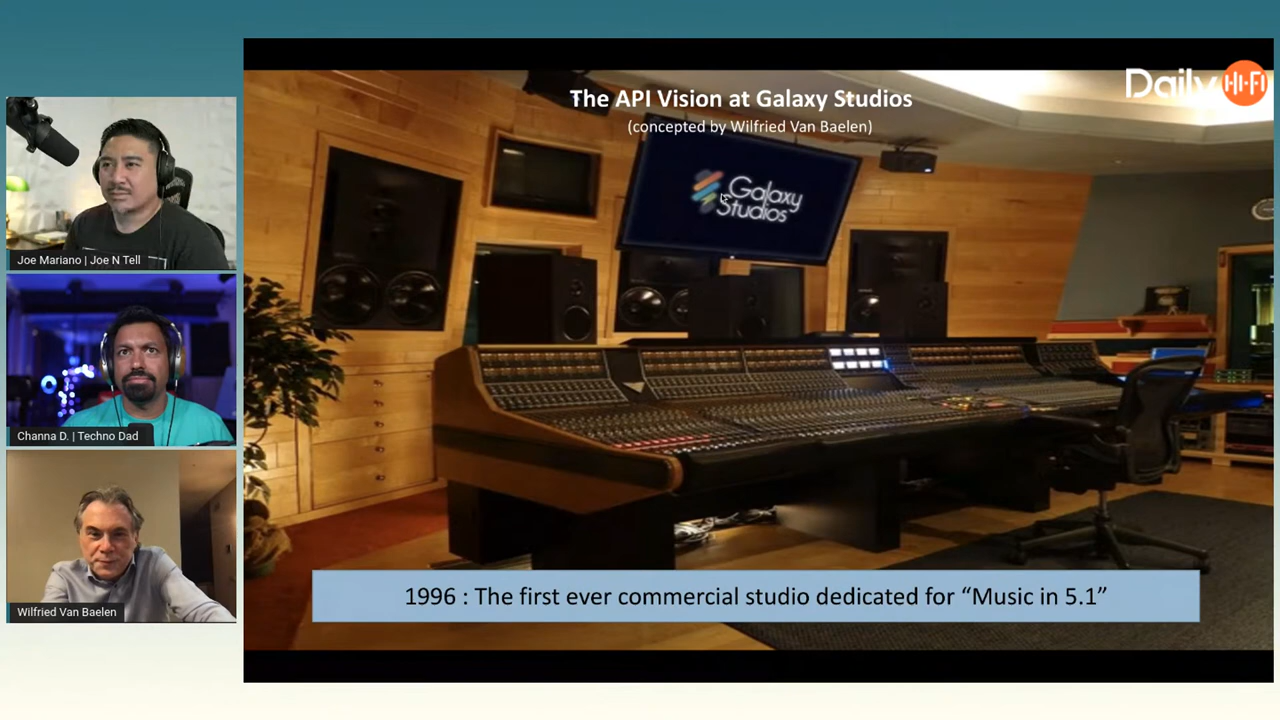 The API Vision at Galaxy Studios
(concepted by Wilfried Van Baelen)
Daily HI-FI
Galaxy
Studios
Joe Mariano | Joe N Tell
Channa D. | Techno Dad
Wilfried Van Baelen
1996 : The first ever commercial studio dedicated for “Music in 5.1”